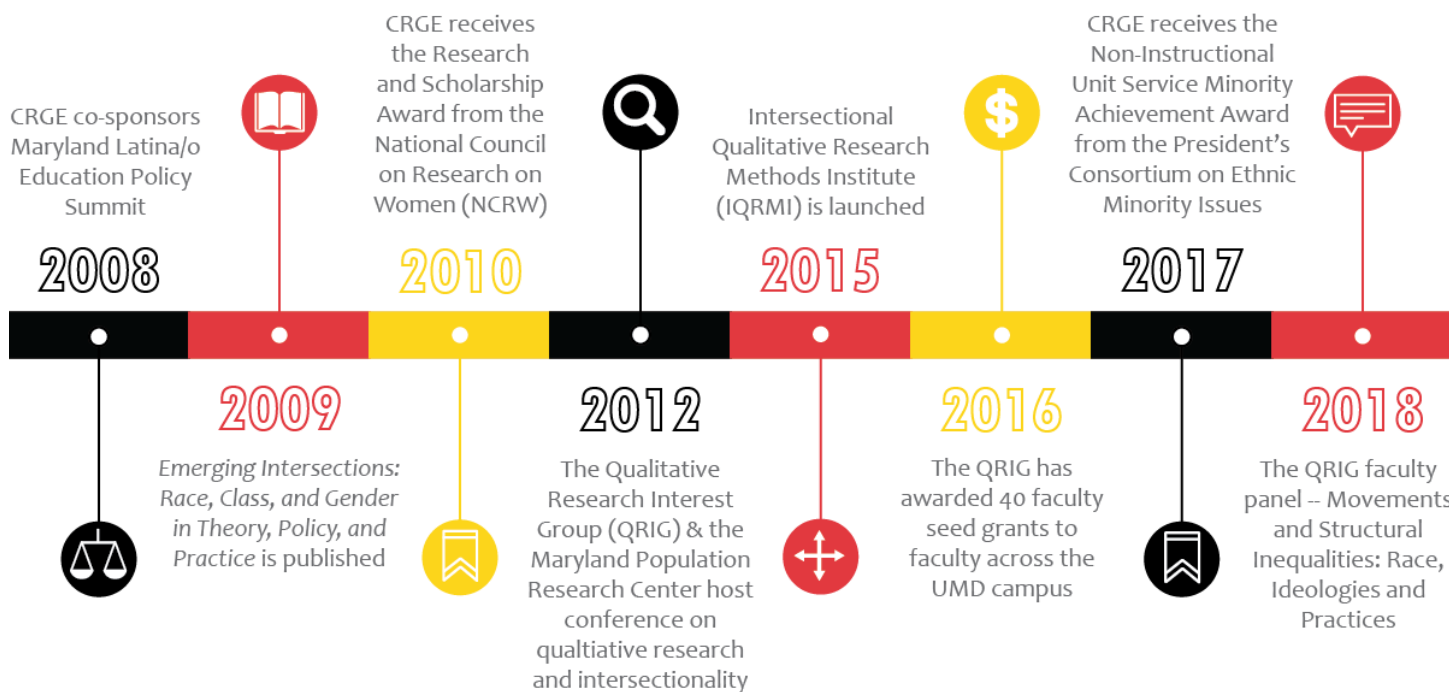 CRGE co-sponsors
Maryland Latina/o
Education Policy
Summit
2008
2009
Emerging Intersections:
Race, Class, and Gender
in Theory, Policy, and
Practice is published
CRGE receives
the Research
and Scholarship
Award from the
National Council
on Research on
Women (NCRW)
2010
2012
The Qualitative
Research Interest
Group (QRIG) & the
Maryland Population
Research Center host
conference on
qualtiative research
and intersectionality
Intersectional
Qualitative Research
Methods Institute
(IQRMI) is launched
2015
$
2016
The QRIG has
awarded 40 faculty
seed grants to
faculty across the
UMD campus
CRGE receives the
Non-Instructional
Unit Service Minority
Achievement Award
from the President’s
Consortium on Ethnic
Minority Issues
2017
2018
The QRIG faculty
panel -- Movements
and Structural
Inequalities: Race,
Ideologies and
Practices